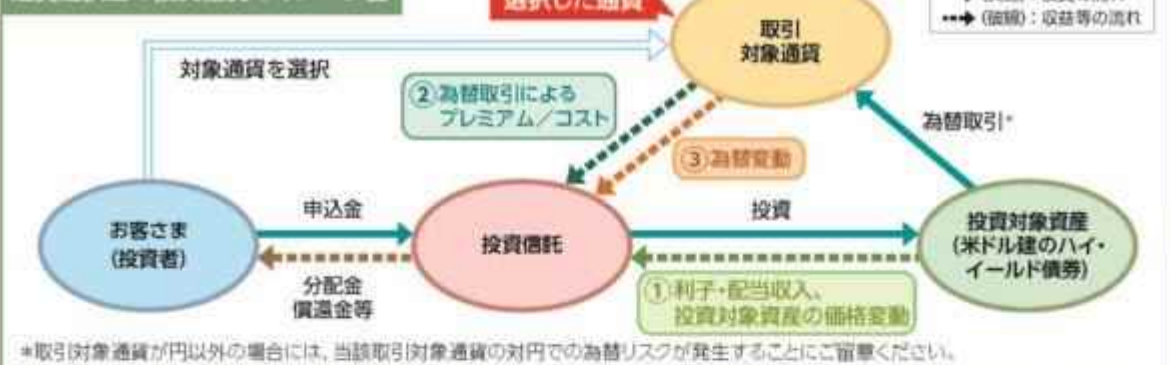 選択した通貨
(破線)：収益等の流れ
取引
対象通貨
対象通貨を選択
②為替取引による
プレミアム／コスト
為替取引*
③為替変動
お客さま
(投資者)
申込金
分配金
償還金等
投資信託
投資
①利子・配当収入、
投資対象資産の価格変動
投資対象資産
(米ドル建のハイ・
イールド債券)
*取引対象通貨が円以外の場合には、当該取引対象通貨の対円での為替リスクが発生することにご留意ください。